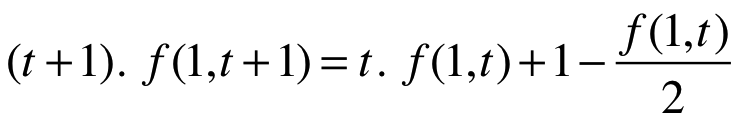 (t+1). f(1,t+1) = t. f(1,t) + 1 − f(1,t)/2